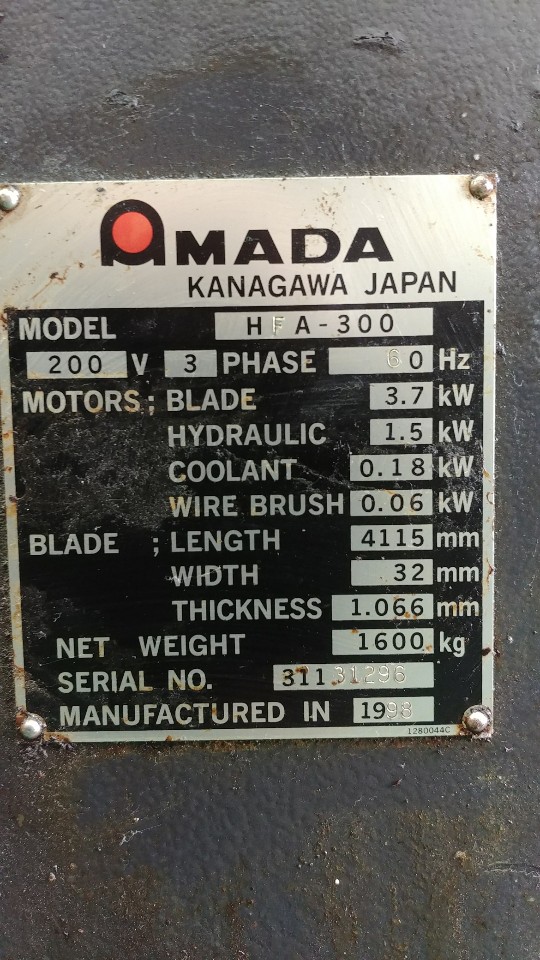 AMADA
KANAGAWA JAPAN
MODEL HFA-300
200 V 3 PHASE 60 Hz
MOTORS; BLADE 3.7 kW
HYDRAULIC 1.5 kW
COOLANT 0.18 kW
WIRE BRUSH 0.06 kW
BLADE ; LENGTH 4115 mm
WIDTH 32 mm
THICKNESS 1.066 mm
NET WEIGHT 1600 kg
SERIAL NO. 31131296
MANUFACTURED IN 1998
1280044C